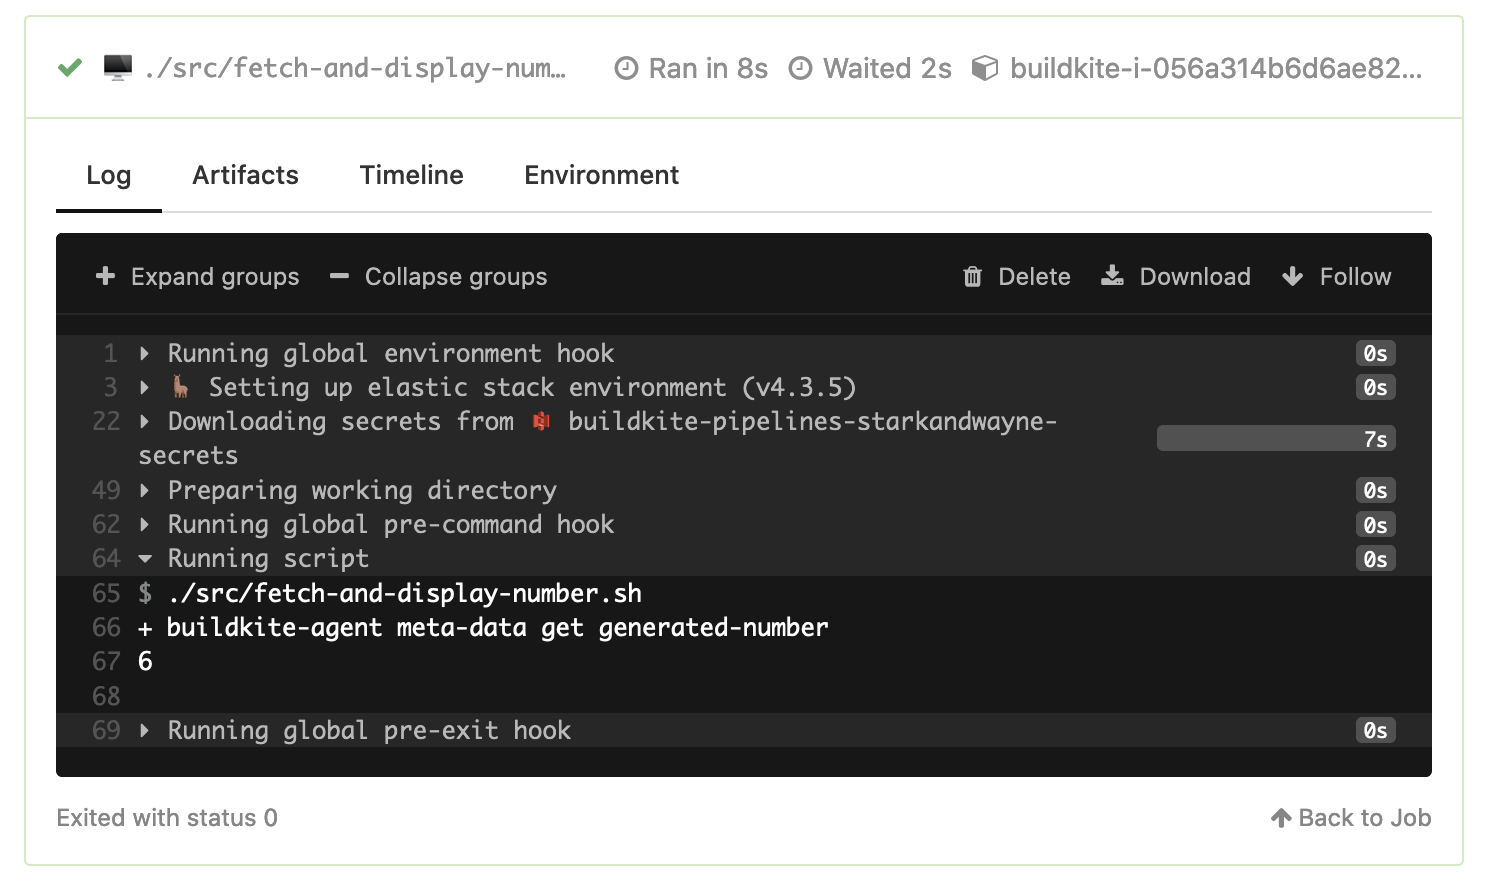 ./src/fetch-and-display-num… Ran in 8s Waited 2s buildkite-i-056a314b6d6ae82...
Log Artifacts Timeline Environment
+ Expand groups − Collapse groups Delete Download Follow
1 Running global environment hook 0s
3 Setting up elastic stack environment (v4.3.5) 0s
22 Downloading secrets from buildkite-pipelines-starkandwayne-
secrets 7s
49 Preparing working directory 0s
62 Running global pre-command hook 0s
64 Running script 0s
65 $ ./src/fetch-and-display-number.sh
66 + buildkite-agent meta-data get generated-number
67 6
68
69 Running global pre-exit hook 0s
Exited with status 0 Back to Job